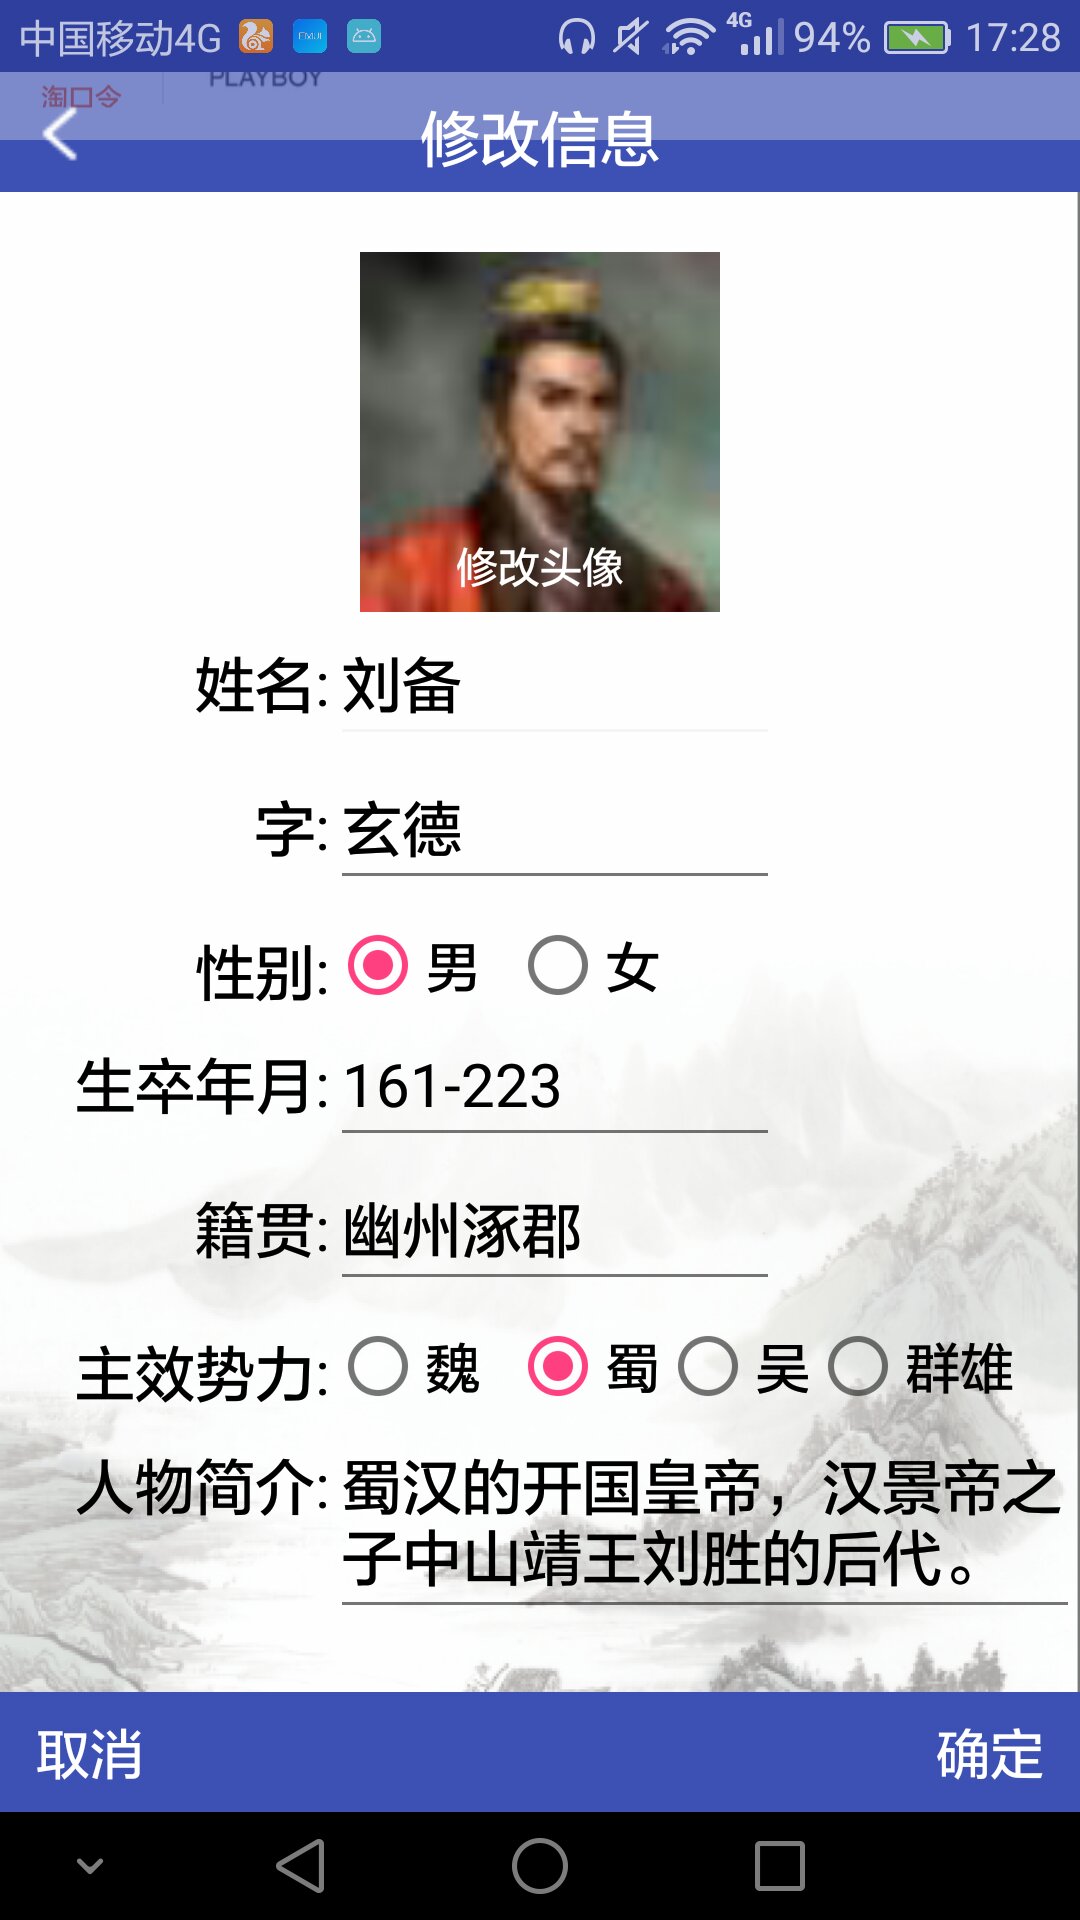 中国移动4G 4G 94% 17:28
PLAYBOY
淘口令
修改信息
修改头像
姓名: 刘备
字: 玄德
性别: 男 女
生卒年月: 161-223
籍贯: 幽州涿郡
主效势力: 魏 蜀 吴 群雄
人物简介: 蜀汉的开国皇帝，汉景帝之
子中山靖王刘胜的后代。
取消 确定